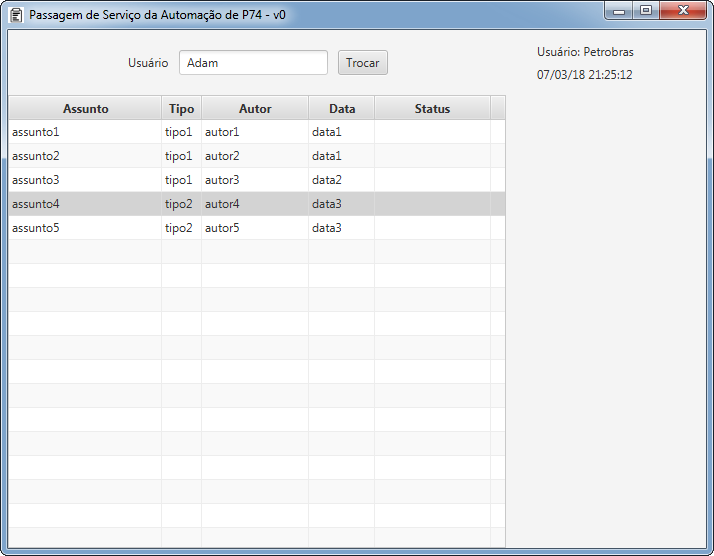 Passagem de Serviço da Automação de P74 - v0
Usuário Adam Trocar
Usuário: Petrobras
07/03/18 21:25:12
Assunto Tipo Autor Data Status
assunto1 tipo1 autor1 data1
assunto2 tipo1 autor2 data1
assunto3 tipo1 autor3 data2
assunto4 tipo2 autor4 data3
assunto5 tipo2 autor5 data3